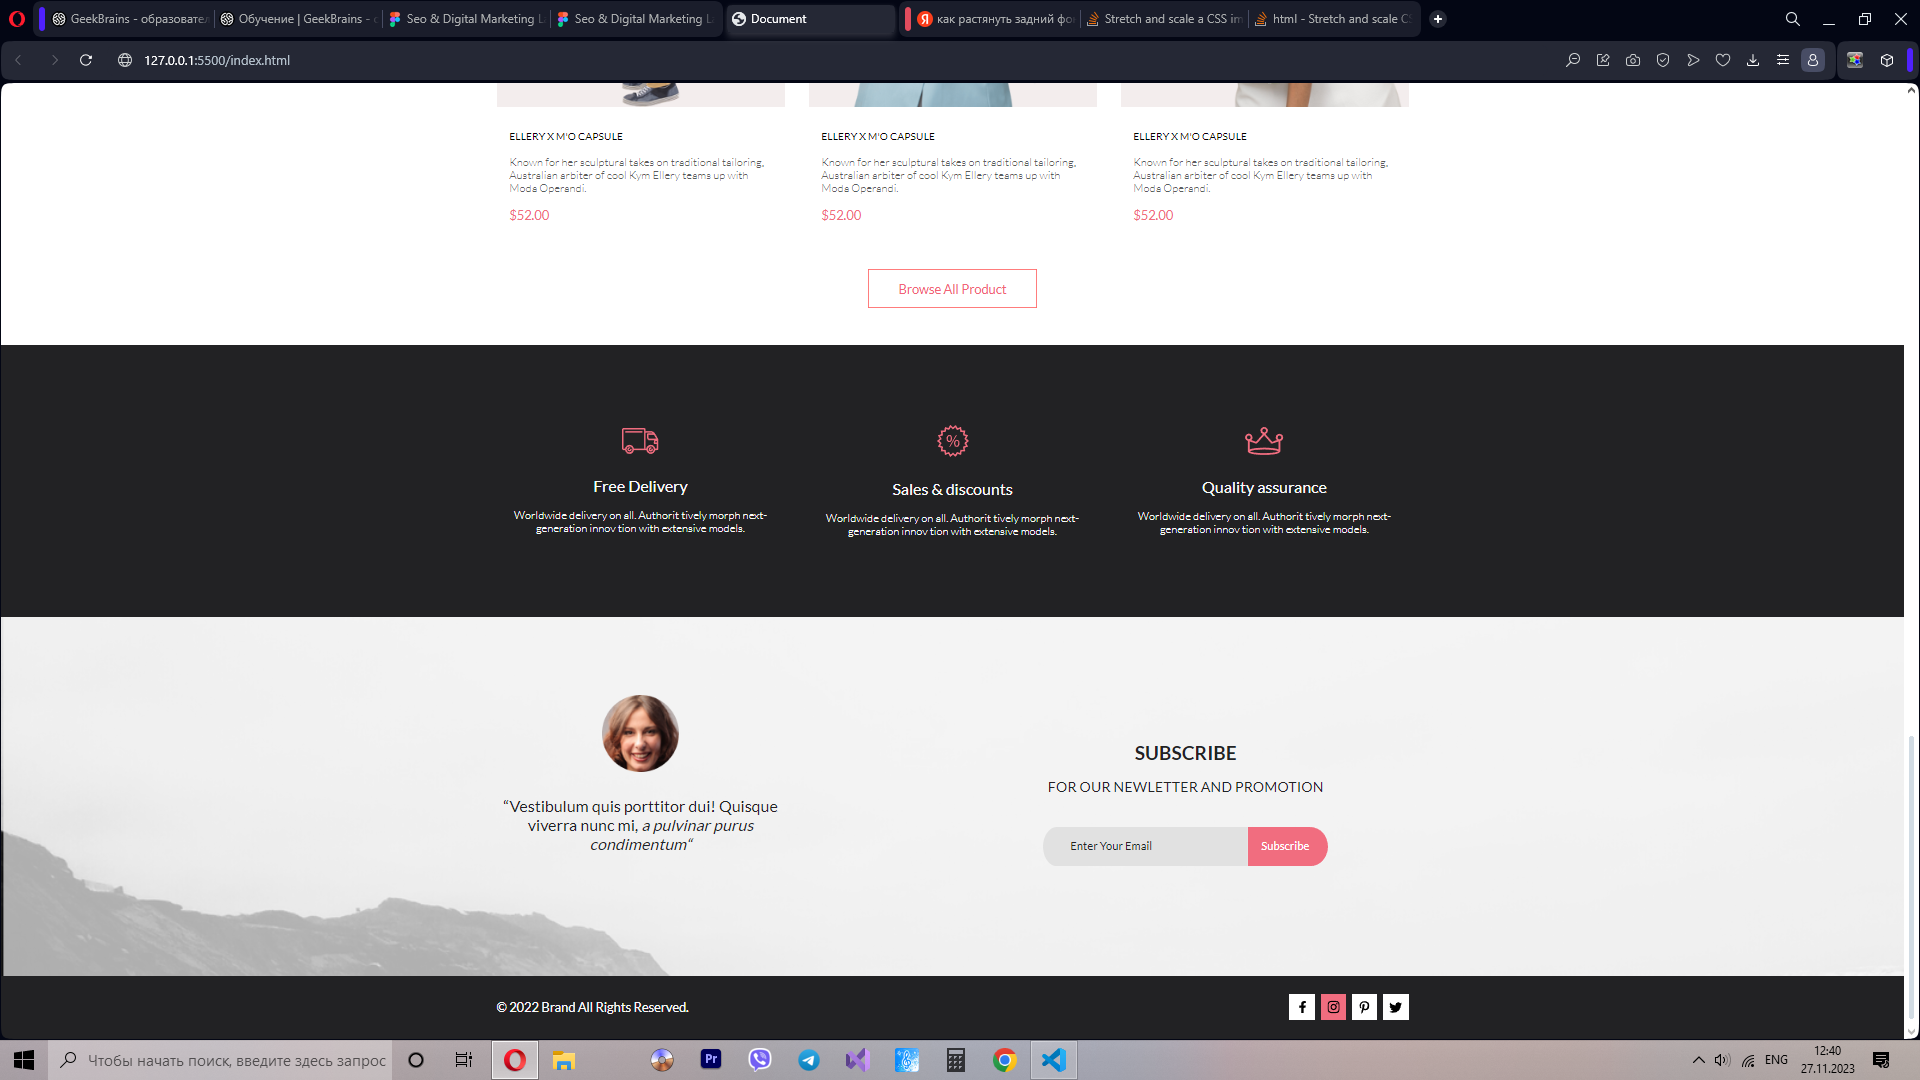 GeekBrains - образовател
Обучение | GeekBrains - 
Seo & Digital Marketing L
Seo & Digital Marketing L
Document
как растянуть задний фо
Stretch and scale a CSS im
html - Stretch and scale C
127.0.0.1:5500/index.html
ELLERY X M'O CAPSULE
Known for her sculptural takes on traditional tailoring,
Australian arbiter of cool Kym Ellery teams up with
Moda Operandi.
$52.00
ELLERY X M'O CAPSULE
Known for her sculptural takes on traditional tailoring,
Australian arbiter of cool Kym Ellery teams up with
Moda Operandi.
$52.00
ELLERY X M'O CAPSULE
Known for her sculptural takes on traditional tailoring,
Australian arbiter of cool Kym Ellery teams up with
Moda Operandi.
$52.00
Browse All Product
Free Delivery
Worldwide delivery on all. Authorit tively morph next-
generation innov tion with extensive models.
%
Sales & discounts
Worldwide delivery on all. Authorit tively morph next-
generation innov tion with extensive models.
Quality assurance
Worldwide delivery on all. Authorit tively morph next-
generation innov tion with extensive models.
“Vestibulum quis porttitor dui! Quisque
viverra nunc mi, a pulvinar purus
condimentum“
SUBSCRIBE
FOR OUR NEWLETTER AND PROMOTION
Enter Your Email
Subscribe
© 2022 Brand All Rights Reserved.
Чтобы начать поиск, введите здесь запрос
Pr
ENG
12:40
27.11.2023